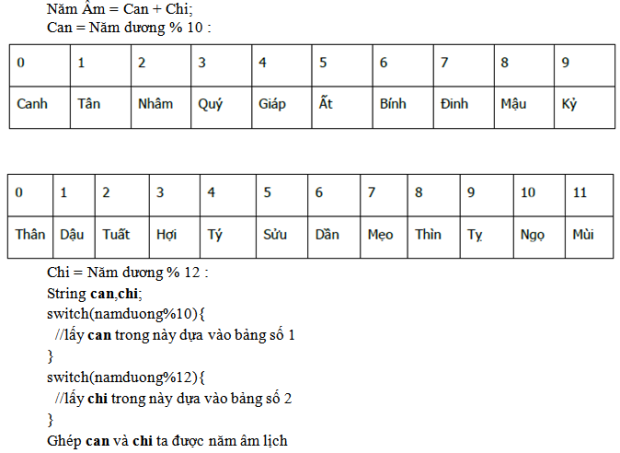 Năm Âm = Can + Chi;
Can = Năm dương % 10 :
0 1 2 3 4 5 6 7 8 9
Canh Tân Nhâm Quý Giáp Ất Bính Đinh Mậu Kỷ
0 1 2 3 4 5 6 7 8 9 10 11
Thân Dậu Tuất Hợi Tý Sửu Dần Mẹo Thìn Tỵ Ngọ Mùi
Chi = Năm dương % 12 :
String can,chi;
switch(namduong%10){
//lấy can trong này dựa vào bảng số 1
}
switch(namduong%12){
//lấy chi trong này dựa vào bảng số 2
}
Ghép can và chi ta được năm âm lịch